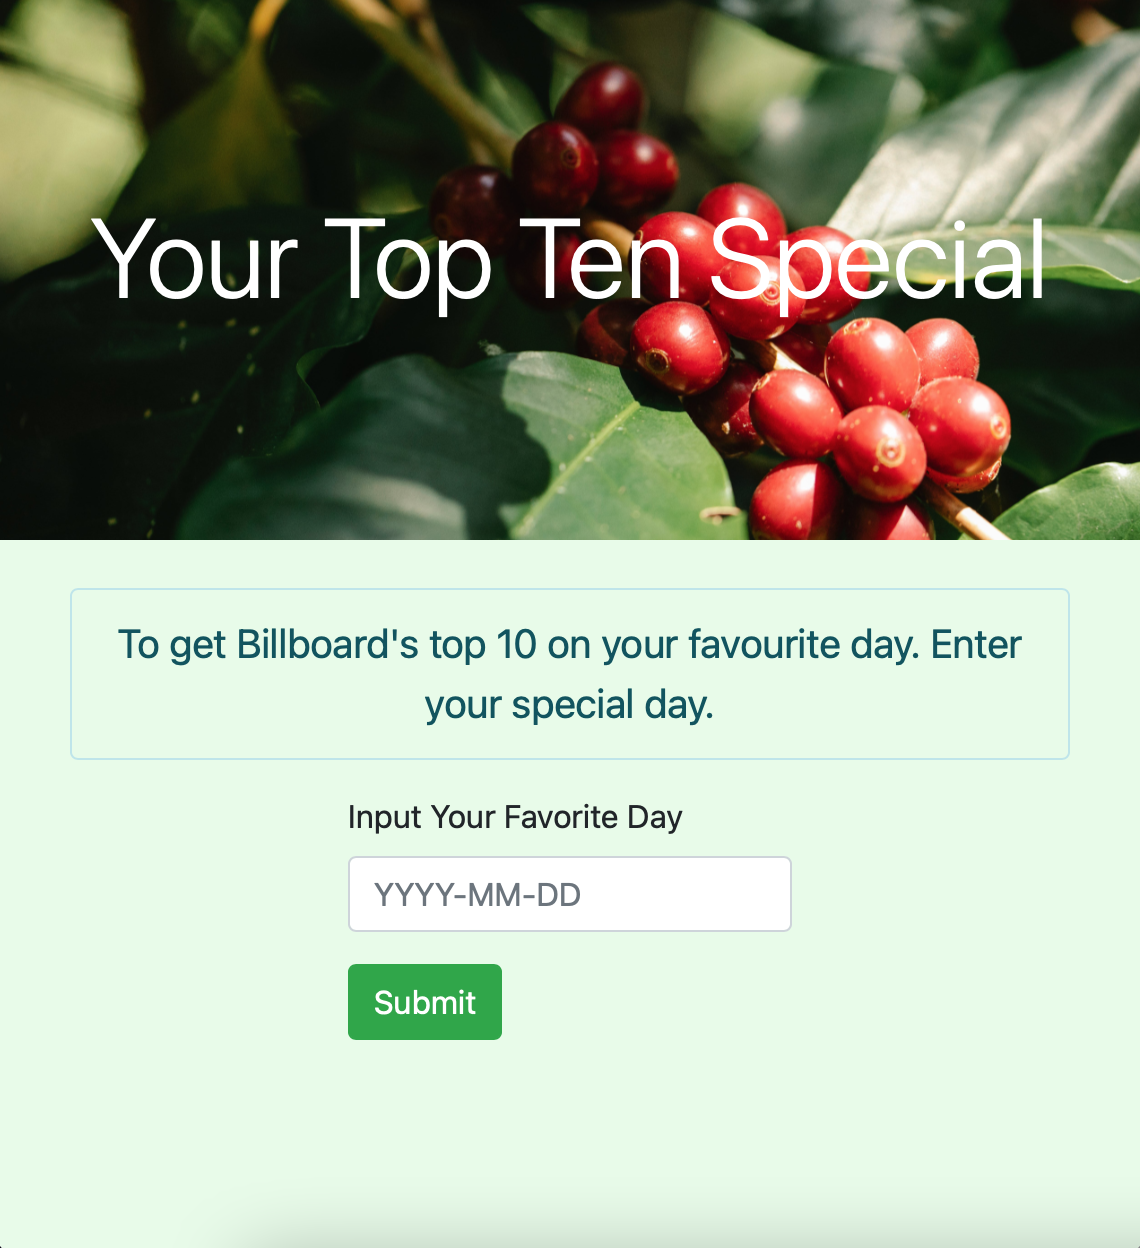 Your Top Ten Special
To get Billboard's top 10 on your favourite day. Enter
your special day.
Input Your Favorite Day
YYYY-MM-DD
Submit